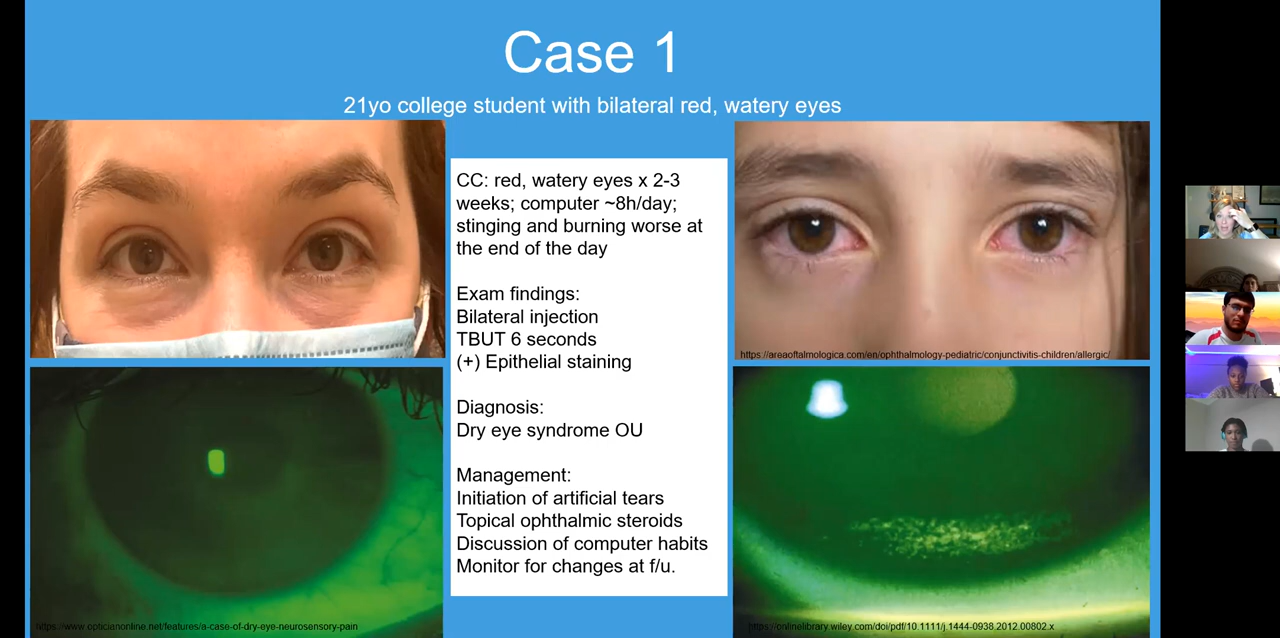 Case 1
21yo college student with bilateral red, watery eyes
CC: red, watery eyes x 2-3
weeks; computer ~8h/day;
stinging and burning worse at
the end of the day
Exam findings:
Bilateral injection
TBUT 6 seconds
(+) Epithelial staining
Diagnosis:
Dry eye syndrome OU
Management:
Initiation of artificial tears
Topical ophthalmic steroids
Discussion of computer habits
Monitor for changes at f/u.
https://areaoftalmologica.com/en/ophthalmology-pediatric/conjunctivitis-children/allergic/
https://www.opticianonline.net/features/a-case-of-dry-eye-neurosensory-pain
https://onlinelibrary.wiley.com/doi/pdf/10.1111/j.1444-0938.2012.00802.x